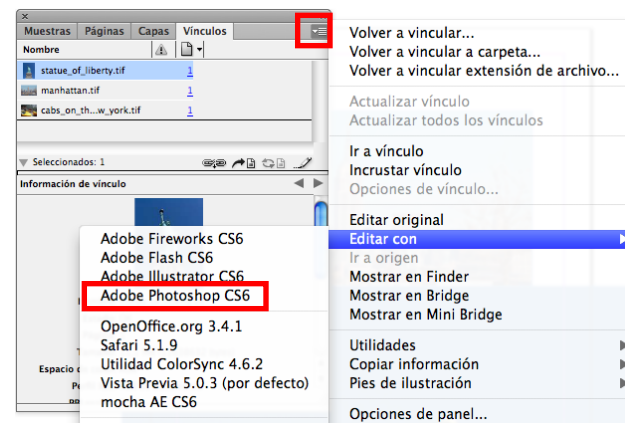 Muestras Páginas Capas Vínculos
Nombre
statue_of_liberty.tif 1
manhattan.tif 1
cabs_on_th...w_york.tif 1
Seleccionados: 1
Información de vínculo
Espacio
Volver a vincular...
Volver a vincular a carpeta...
Volver a vincular extensión de archivo...
Actualizar vínculo
Actualizar todos los vínculos
Ir a vínculo
Incrustar vínculo
Opciones de vínculo...
Editar original
Editar con
Ir a origen
Mostrar en Finder
Mostrar en Bridge
Mostrar en Mini Bridge
Utilidades
Copiar información
Pies de ilustración
Opciones de panel...
Adobe Fireworks CS6
Adobe Flash CS6
Adobe Illustrator CS6
Adobe Photoshop CS6
OpenOffice.org 3.4.1
Safari 5.1.9
Utilidad ColorSync 4.6.2
Vista Previa 5.0.3 (por defecto)
mocha AE CS6